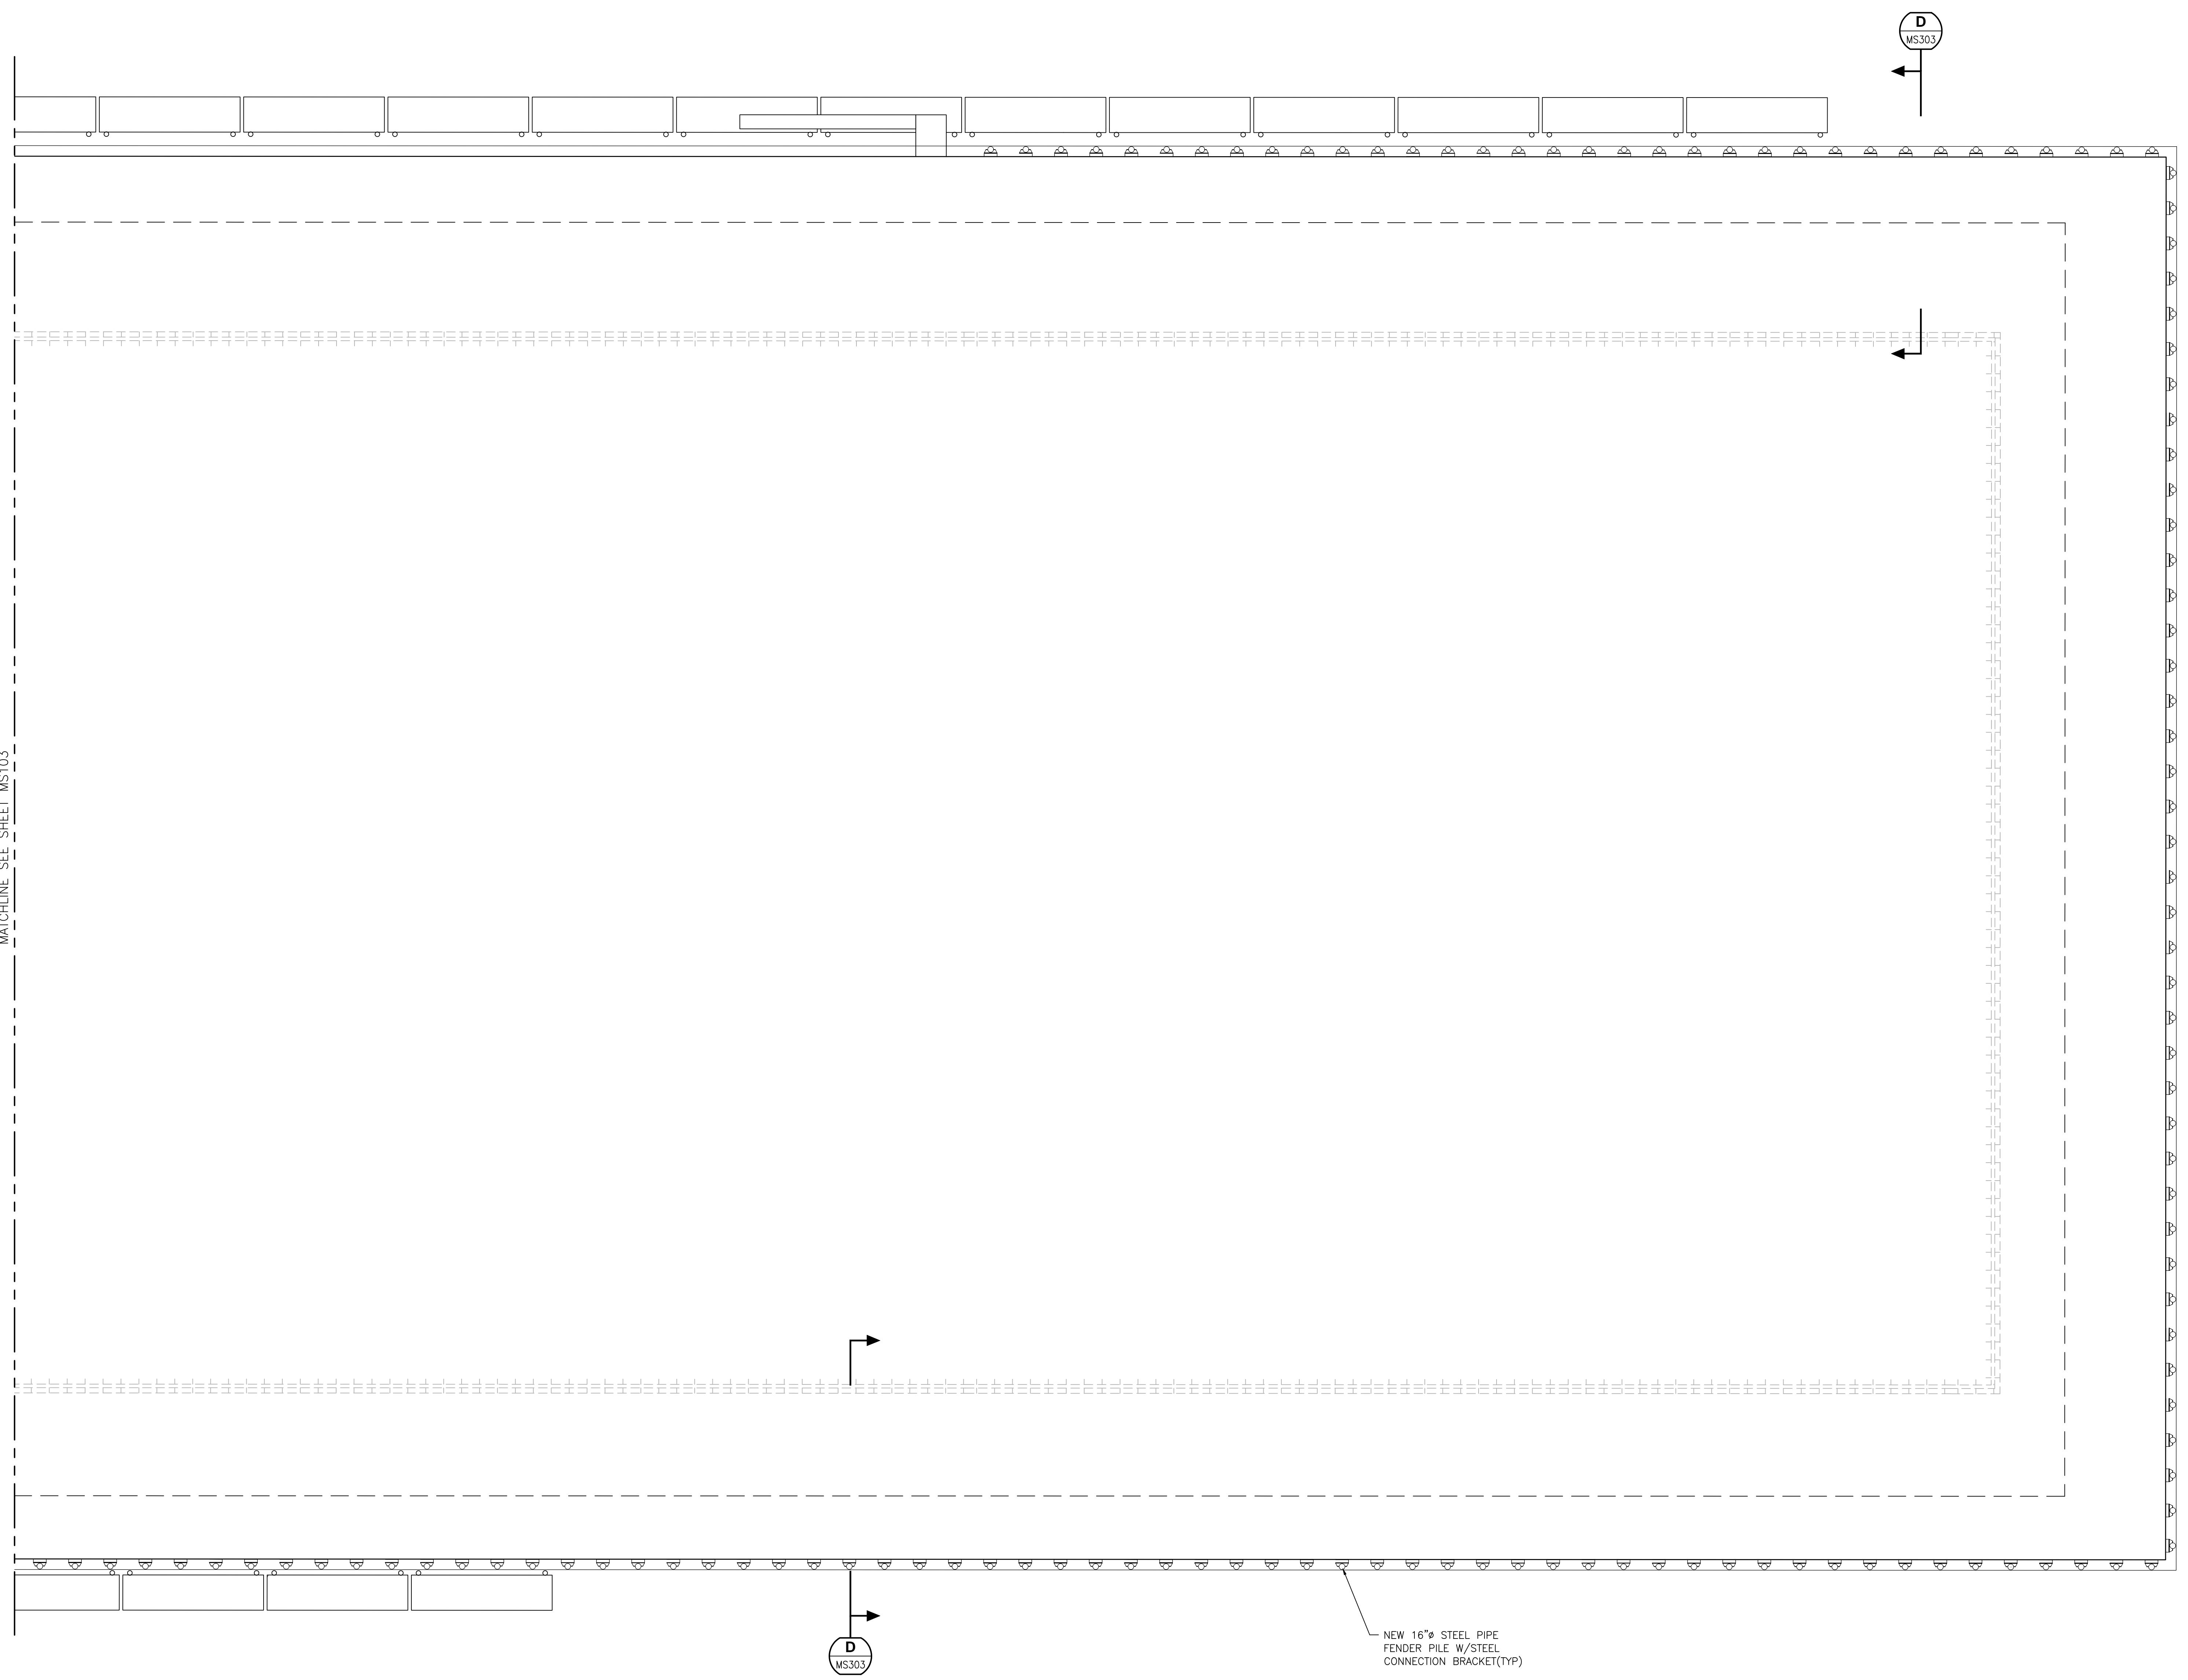 D
MS303
MATCHLINE SEE SHEET MS103
NEW 16"ø STEEL PIPE
FENDER PILE W/STEEL
CONNECTION BRACKET(TYP)
D
MS303